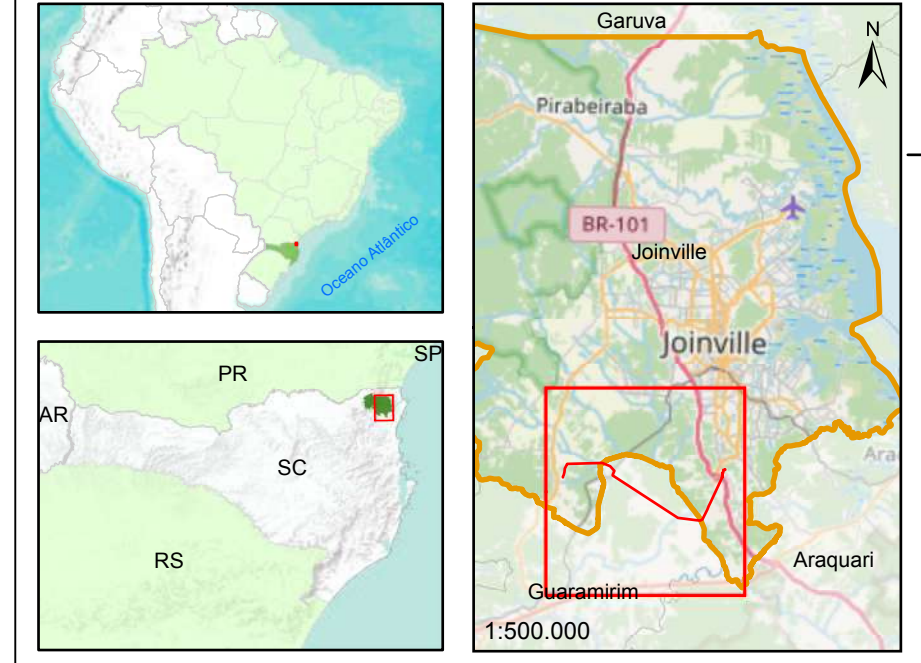 Oceano Atlântico
SP
PR
AR
SC
RS
Garuva
N
Pirabeiraba
BR-101
Joinville
Joinville
Ara
Araquari
Guaramirim
1:500.000